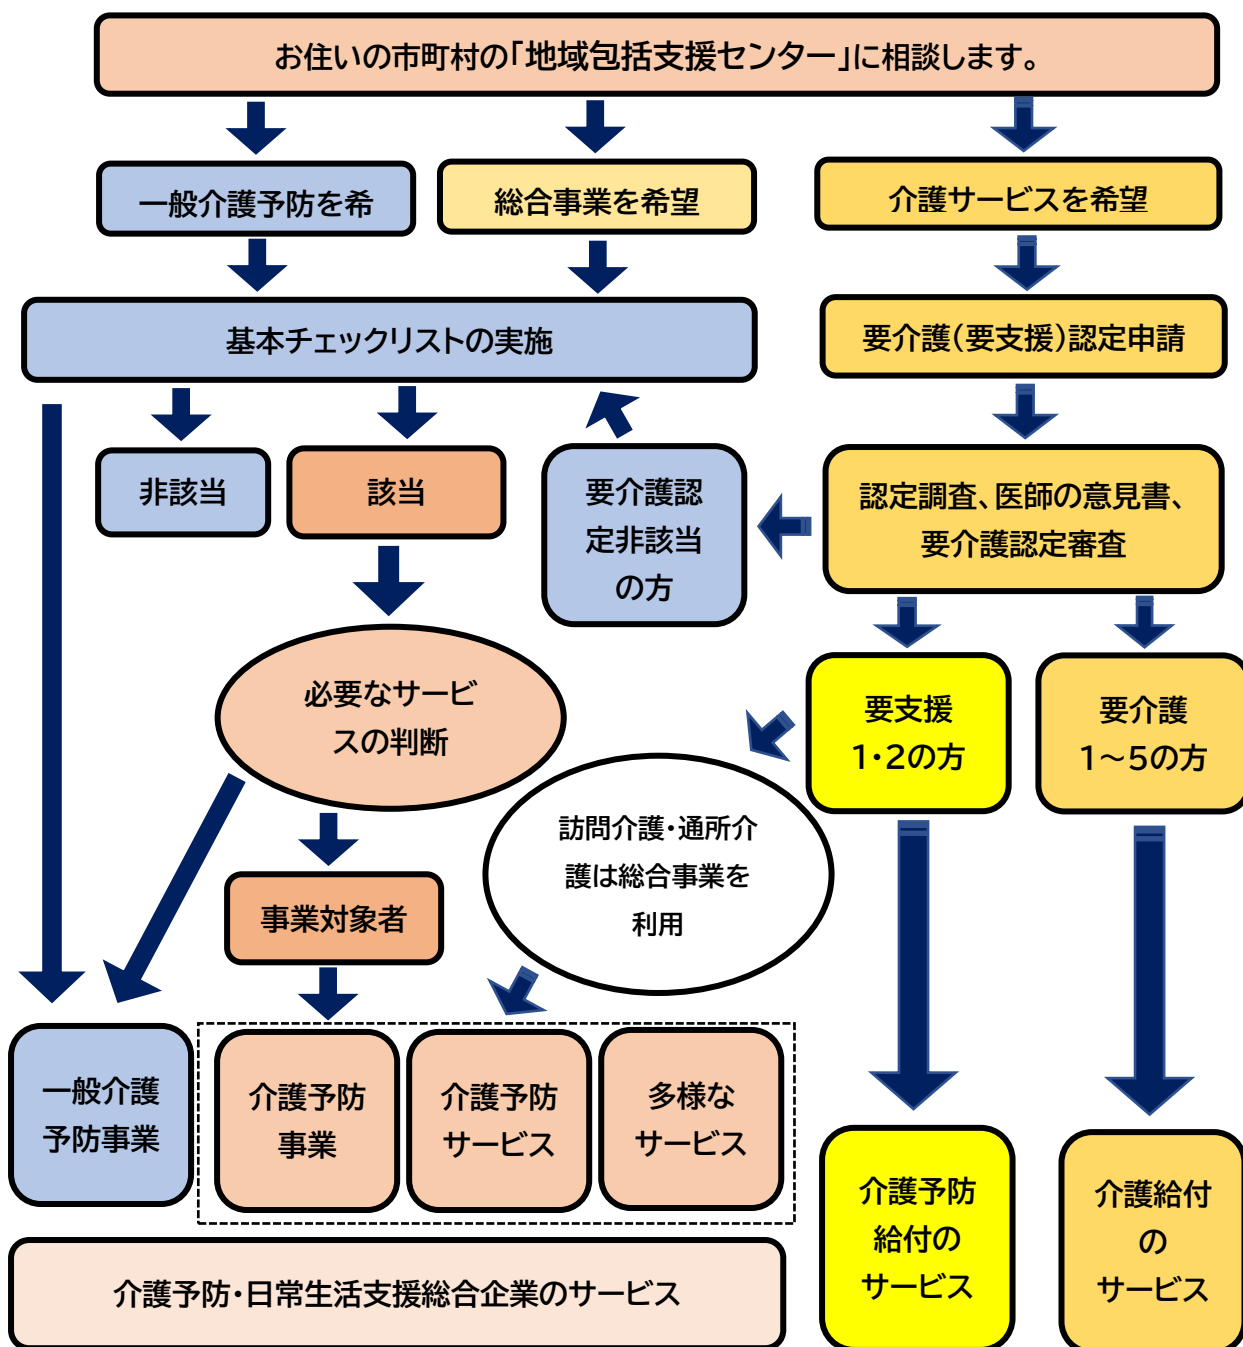 お住いの市町村の「地域包括支援センター」に相談します。
一般介護予防を希
総合事業を希望
介護サービスを希望
基本チェックリストの実施
要介護(要支援)認定申請
非該当
該当
要介護認
定非該当
の方
認定調査、医師の意見書、
要介護認定審査
必要なサービ
スの判断
要支援
1・2の方
要介護
1～5の方
訪問介護・通所介
護は総合事業を
利用
事業対象者
一般介護
予防事業
介護予防
事業
介護予防
サービス
多様な
サービス
介護予防
給付の
サービス
介護給付
の
サービス
介護予防・日常生活支援総合企業のサービス